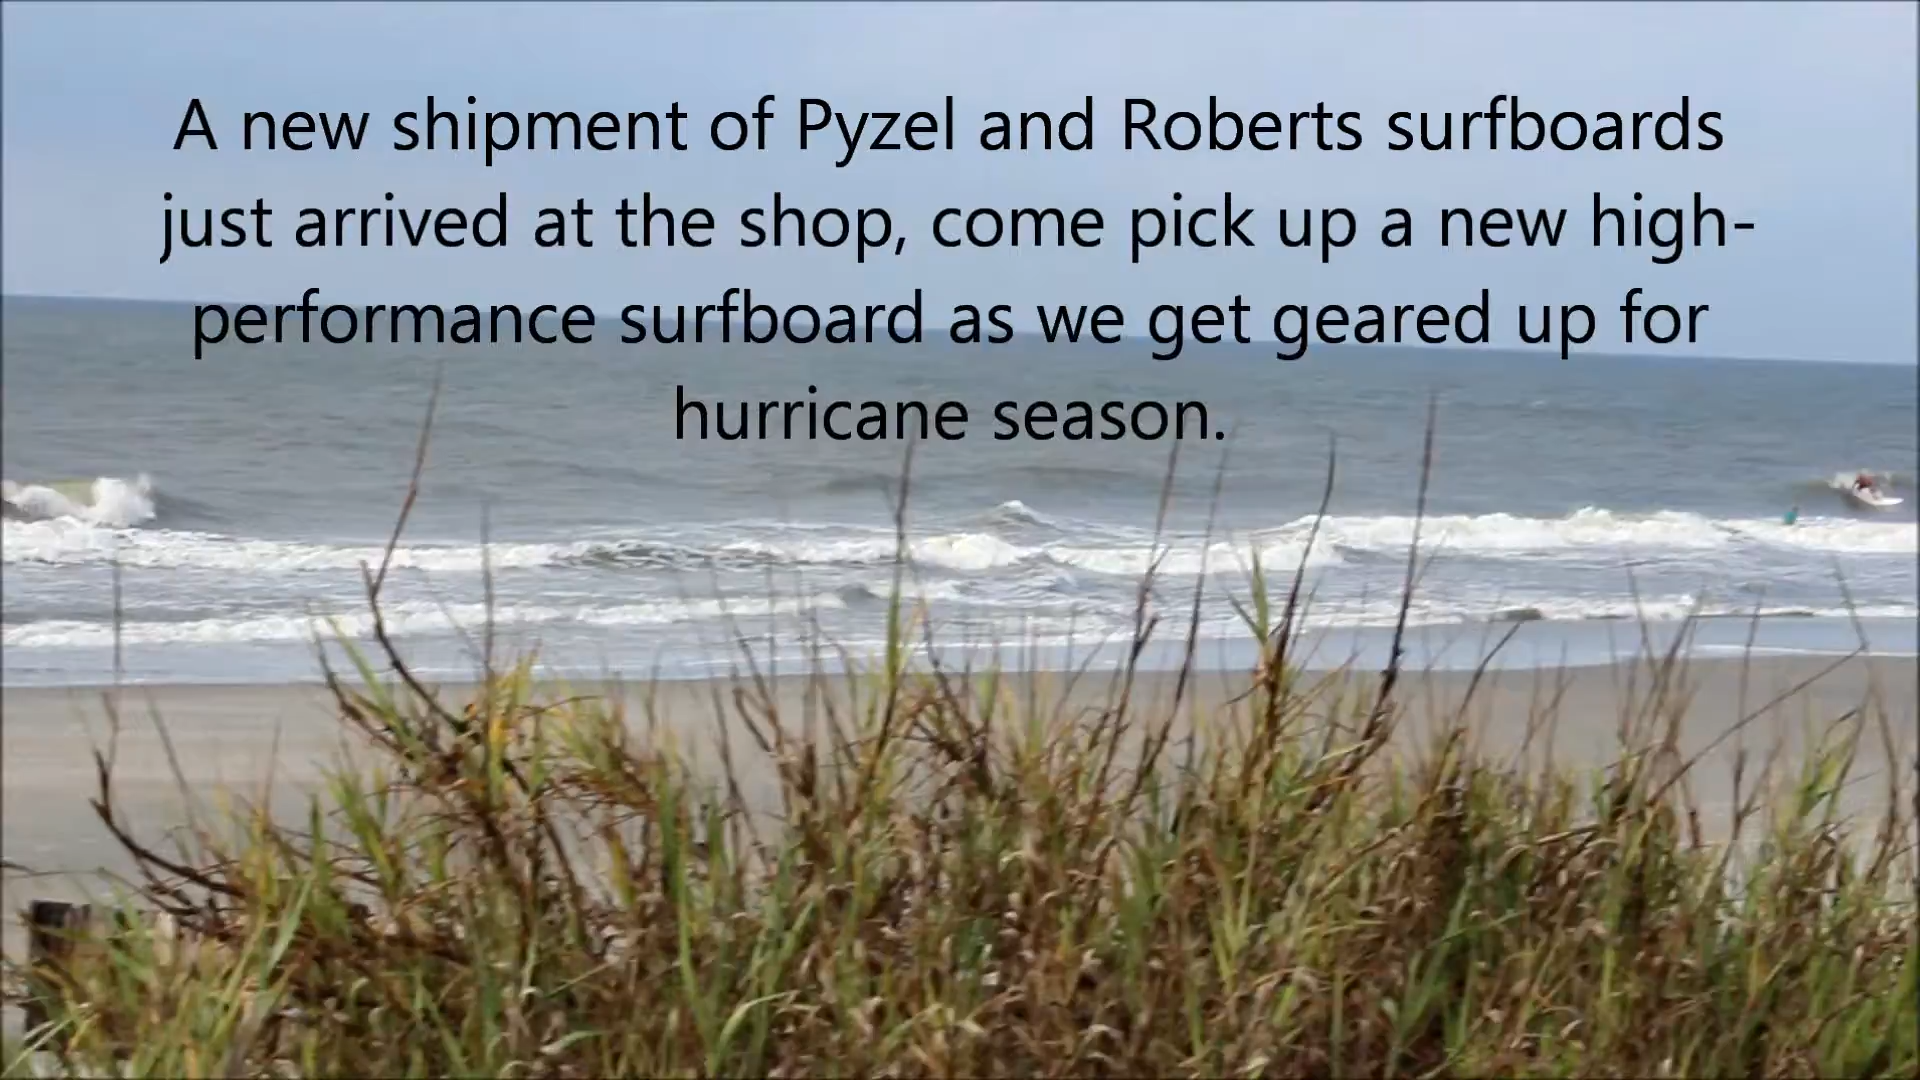 A new shipment of Pyzel and Roberts surfboards
just arrived at the shop, come pick up a new high-
performance surfboard as we get geared up for
hurricane season.